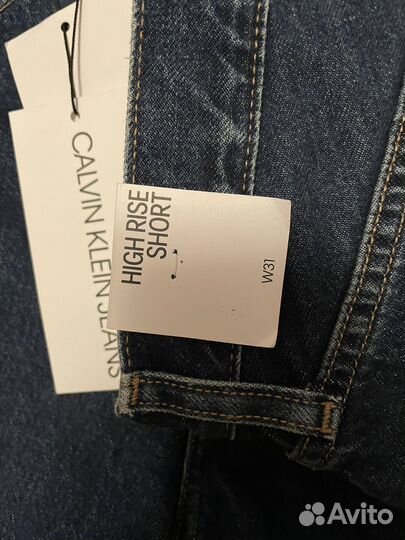 CALVIN KLEIN JEANS
HIGH RISE
SHORT
W31
Avito